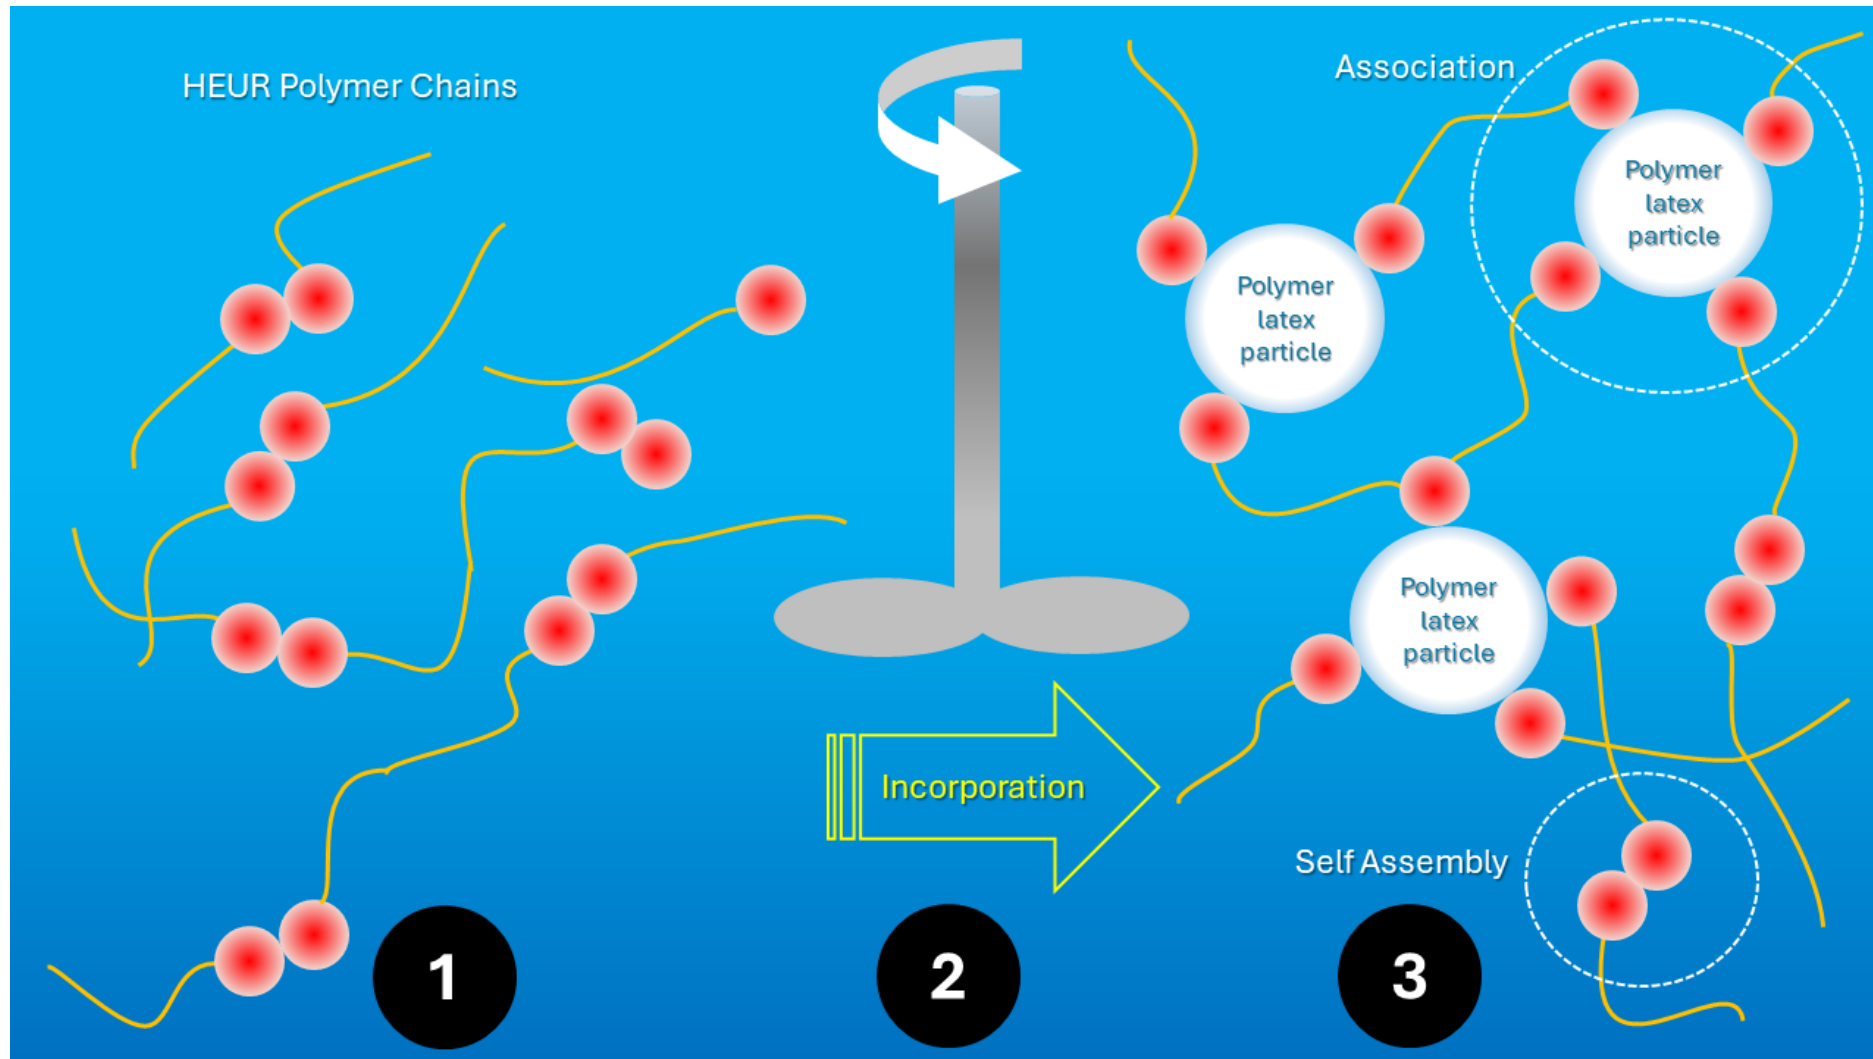 HEUR Polymer Chains
Association
Polymer
latex
particle
Polymer
latex
particle
Polymer
latex
particle
Incorporation
Self Assembly
1
2
3